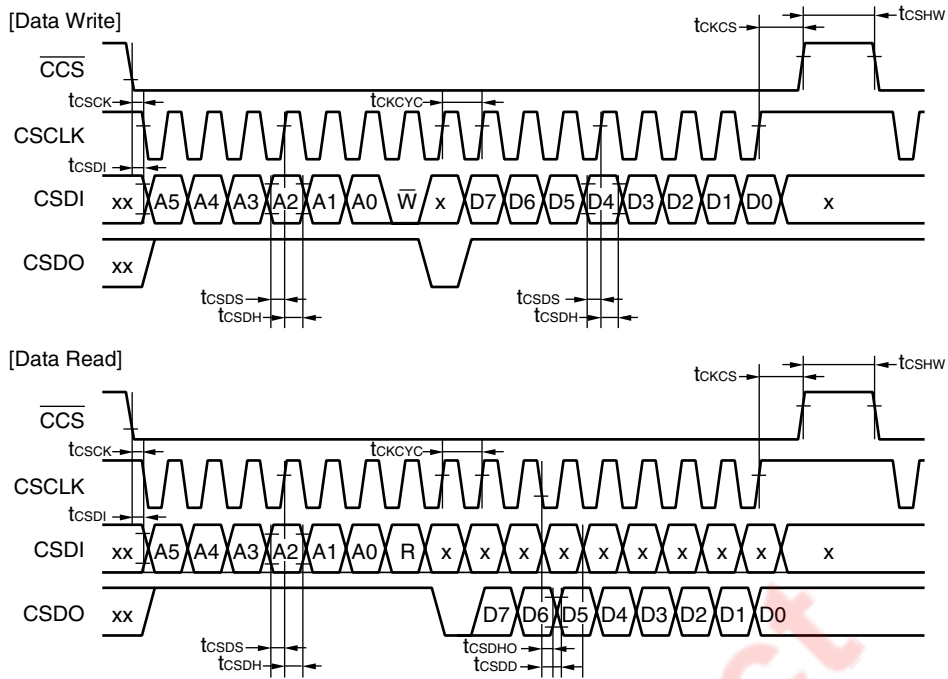 [Data Write]
tCKCS
tCSHW
CCS
tCSCK
tCKCYC
CSCLK
tCSDI
CSDI xx A5 A4 A3 A2 A1 A0 W x D7 D6 D5 D4 D3 D2 D1 D0 x
CSDO xx
tCSDS tCSDS
tCSDH tCSDH
[Data Read]
tCKCS
tCSHW
CCS
tCSCK
tCKCYC
CSCLK
tCSDI
CSDI xx A5 A4 A3 A2 A1 A0 R x x x x x x x x x x
CSDO xx D7 D6 D5 D4 D3 D2 D1 D0
tCSDS tCSDHO
tCSDH tCSDD